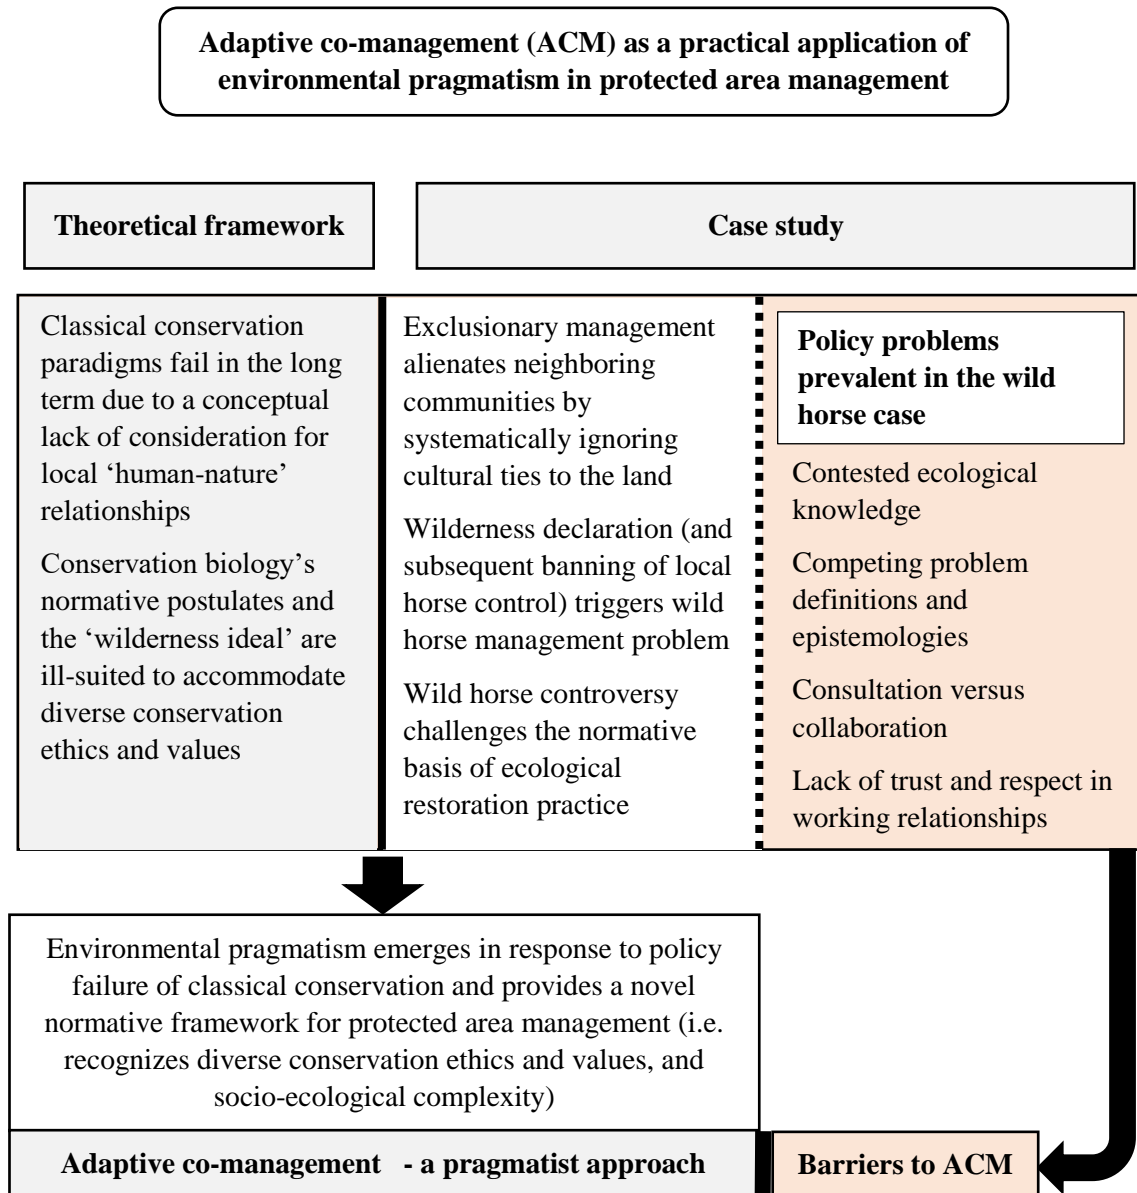 Adaptive co-management (ACM) as a practical application of
environmental pragmatism in protected area management
Theoretical framework
Case study
Classical conservation
paradigms fail in the long
term due to a conceptual
lack of consideration for
local ‘human-nature’
relationships
Conservation biology’s
normative postulates and
the ‘wilderness ideal’ are
ill-suited to accommodate
diverse conservation
ethics and values
Exclusionary management
alienates neighboring
communities by
systematically ignoring
cultural ties to the land
Wilderness declaration (and
subsequent banning of local
horse control) triggers wild
horse management problem
Wild horse controversy
challenges the normative
basis of ecological
restoration practice
Policy problems
prevalent in the wild
horse case
Contested ecological
knowledge
Competing problem
definitions and
epistemologies
Consultation versus
collaboration
Lack of trust and respect in
working relationships
Environmental pragmatism emerges in response to policy
failure of classical conservation and provides a novel
normative framework for protected area management (i.e.
recognizes diverse conservation ethics and values, and
socio-ecological complexity)
Adaptive co-management - a pragmatist approach
Barriers to ACM